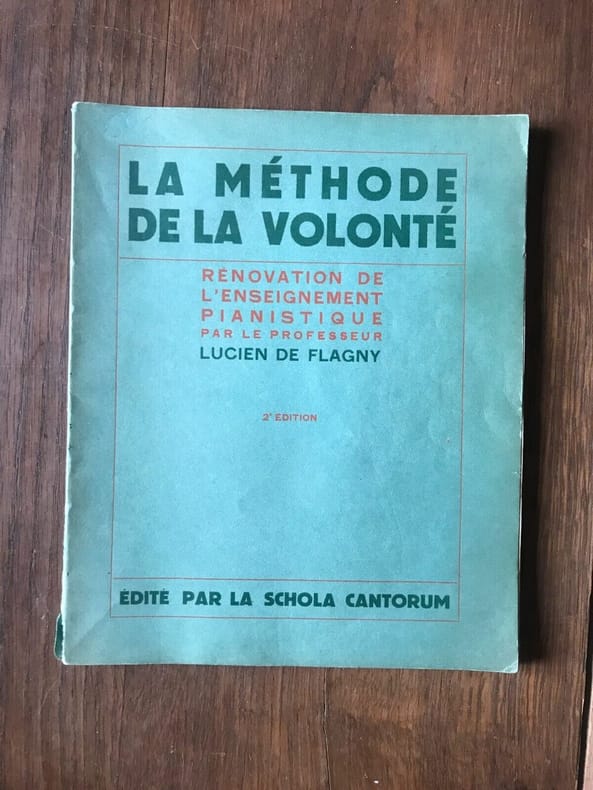 LA MÉTHODE
DE LA VOLONTÉ
RÉNOVATION DE
L'ENSEIGNEMENT
PIANISTIQUE
PAR LE PROFESSEUR
LUCIEN DE FLAGNY
2e EDITION
ÉDITÉ PAR LA SCHOLA CANTORUM